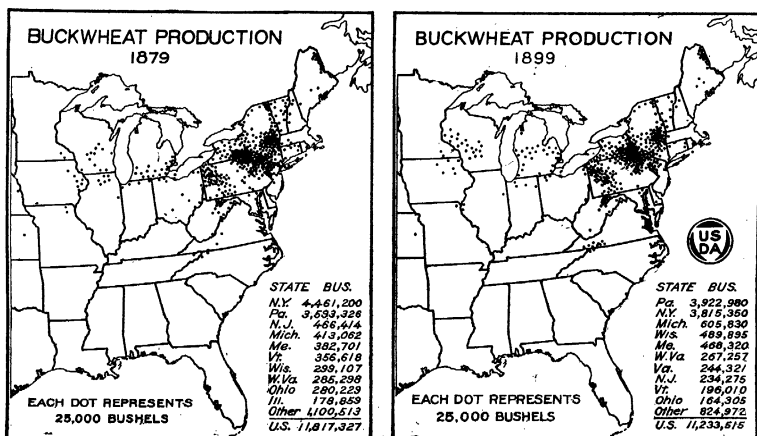 BUCKWHEAT PRODUCTION
1879
STATE BUS.
N.Y. 4,461,200
Pa. 3,593,326
N.J. 466,414
Mich. 413,062
Me. 382,701
Vt. 356,618
Wis. 299,107
W.Va. 285,298
Ohio 280,229
Ill. 178,859
Other 1,100,513
U.S. 11,817,327
EACH DOT REPRESENTS
25,000 BUSHELS
BUCKWHEAT PRODUCTION
1899
US
DA
STATE BUS.
Pa. 3,922,980
N.Y. 3,815,350
Mich. 605,830
Wis. 489,895
Me. 468,320
W.Va 267,257
Va. 244,321
N.J. 234,275
Vt. 196,010
Ohio 164,305
Other 824,972
U.S. 11,233,515
EACH DOT REPRESENTS
25,000 BUSHELS